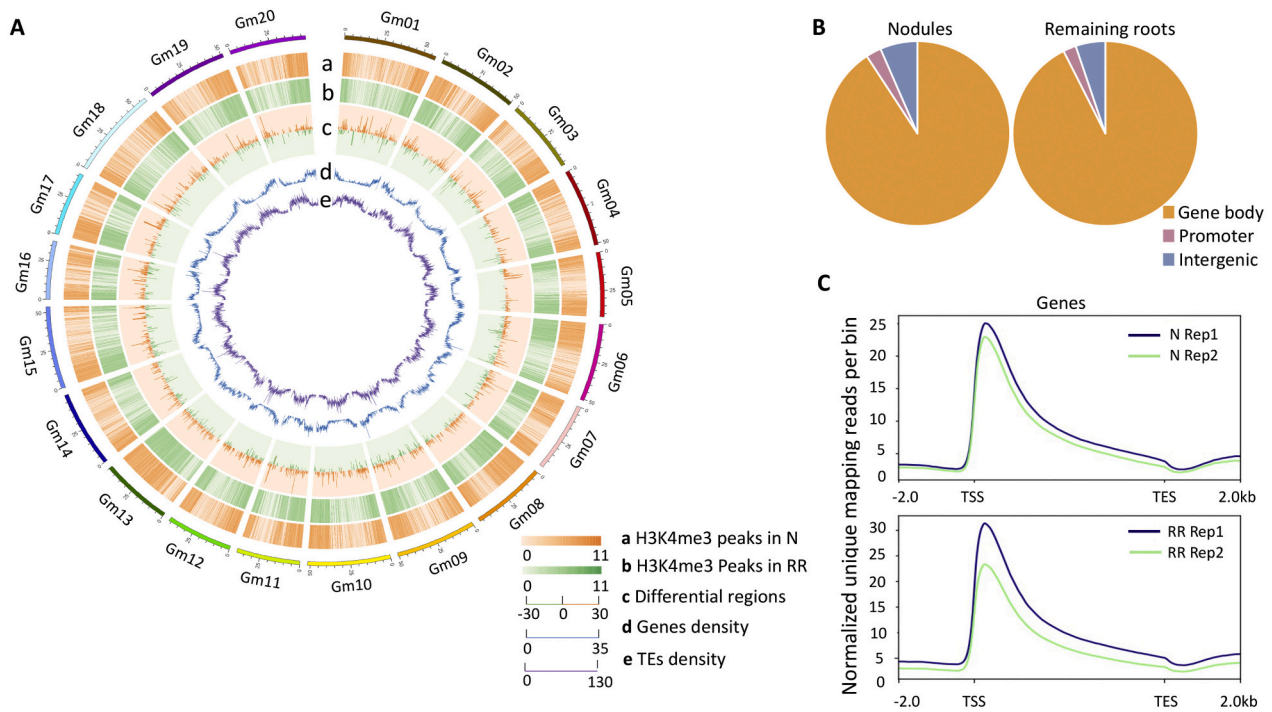 A
Gm01
Gm02
Gm03
Gm04
Gm05
Gm06
Gm07
Gm08
Gm09
Gm10
Gm11
Gm12
Gm13
Gm14
Gm15
Gm16
Gm17
Gm18
Gm19
Gm20
a
b
c
d
e
a H3K4me3 peaks in N
0 11
b H3K4me3 Peaks in RR
0 11
c Differential regions
-30 0 30
d Genes density
0 35
e TEs density
0 130
B
Nodules Remaining roots
Gene body
Promoter
Intergenic
C
Genes
Normalized unique mapping reads per bin
25
20
15
10
5
0
N Rep1
N Rep2
-2.0 TSS TES 2.0kb
30
25
20
15
10
5
0
RR Rep1
RR Rep2
-2.0 TSS TES 2.0kb